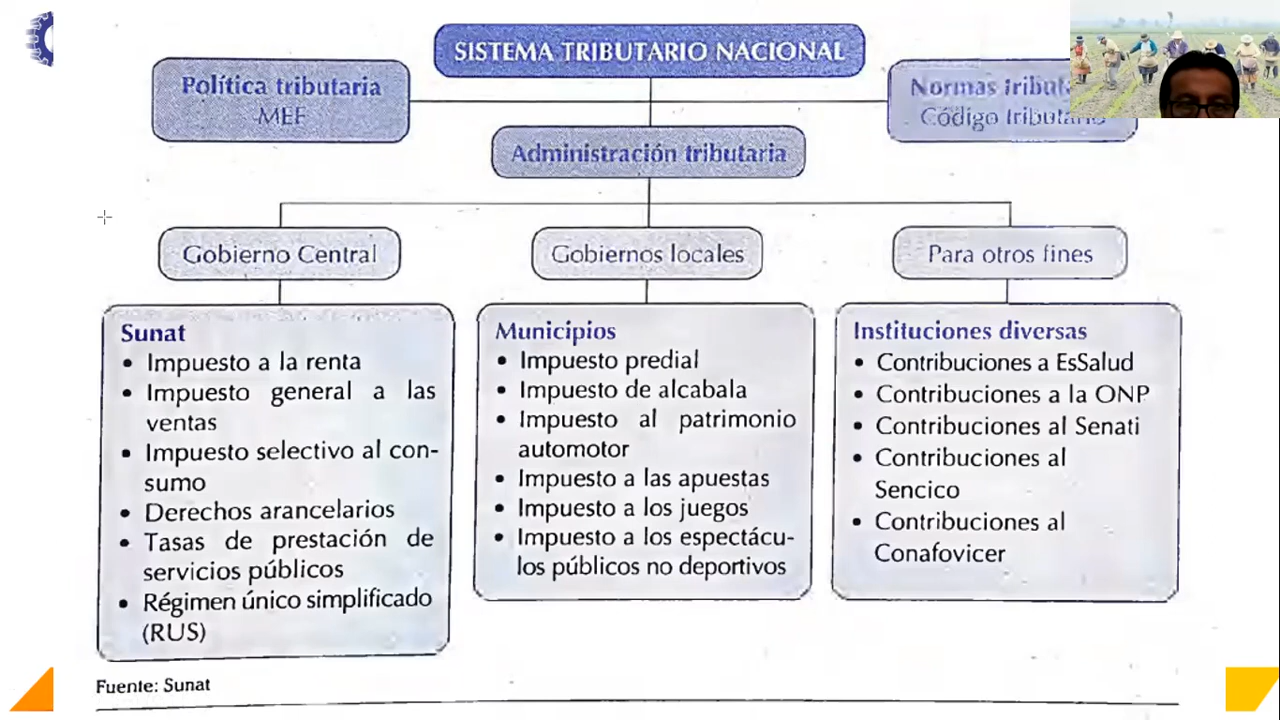 SISTEMA TRIBUTARIO NACIONAL
Política tributaria
MEF
Normas
Código tributario
Administración tributaria
Gobierno Central
Gobiernos locales
Para otros fines
Sunat
• Impuesto a la renta
• Impuesto general a las
ventas
• Impuesto selectivo al con-
sumo
• Derechos arancelarios
• Tasas de prestación de
servicios públicos
• Régimen único simplificado
(RUS)
Municipios
• Impuesto predial
• Impuesto de alcabala
• Impuesto al patrimonio
automotor
• Impuesto a las apuestas
• Impuesto a los juegos
• Impuesto a los espectácu-
los públicos no deportivos
Instituciones diversas
• Contribuciones a EsSalud
• Contribuciones a la ONP
• Contribuciones al Senati
• Contribuciones al
Sencico
• Contribuciones al
Conafovicer
Fuente: Sunat